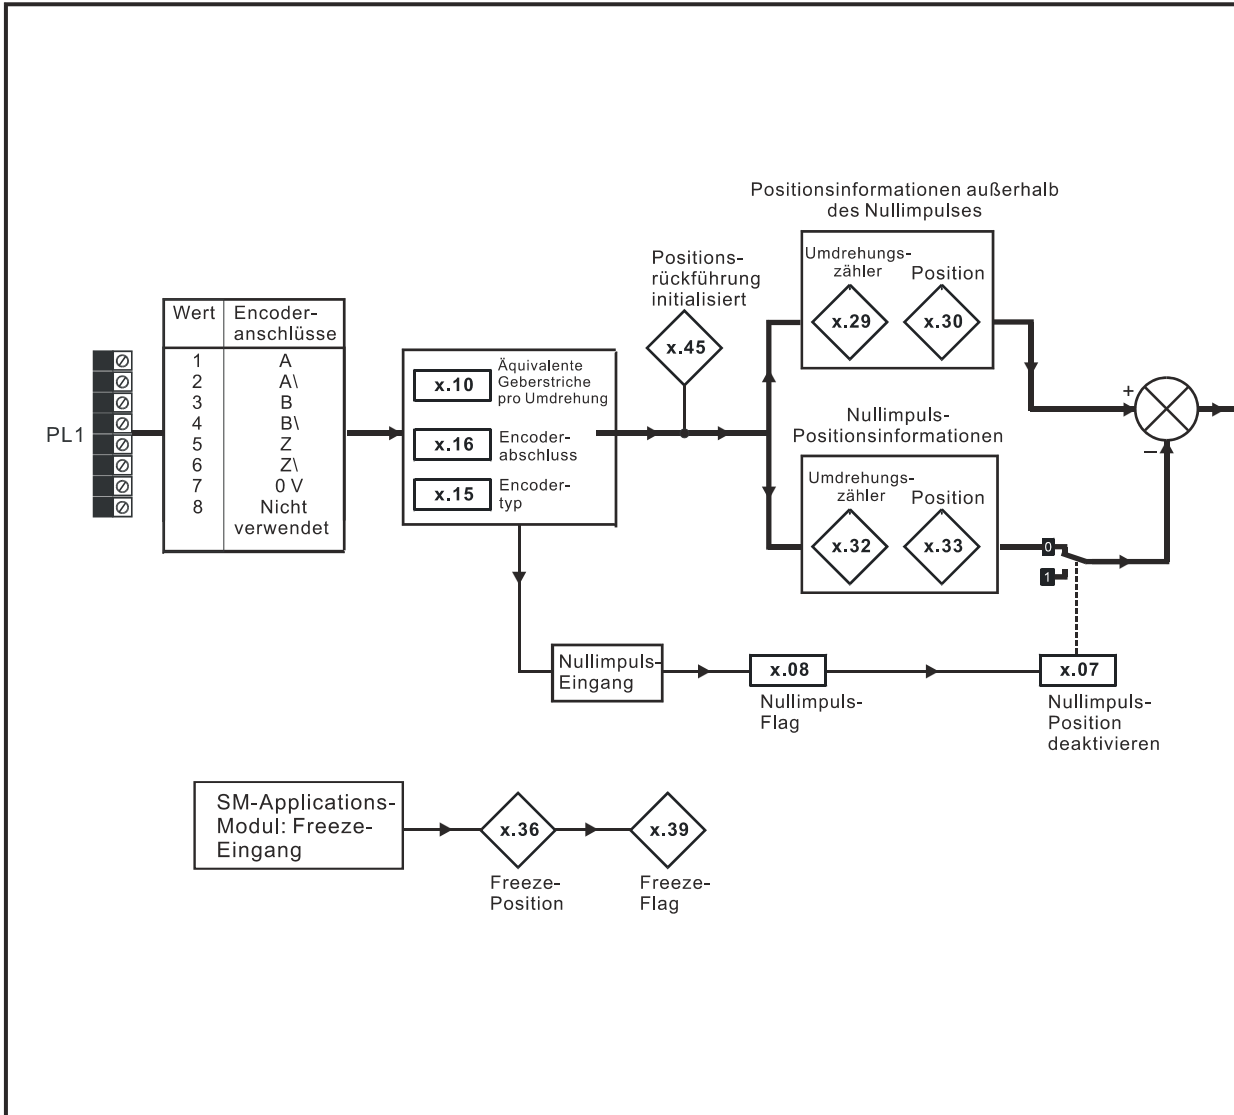 Positionsinformationen außerhalb
des Nullimpulses
Umdrehungs-
zähler
Position
x.29
x.30
Positions-
rückführung
initialisiert
x.45
Wert
Encoder-
anschlüsse
1 A
2 A\
3 B
4 B\
5 Z
6 Z\
7 0 V
8 Nicht
verwendet
PL1
x.10
Äquivalente
Geberstriche
pro Umdrehung
x.16
Encoder-
abschluss
x.15
Encoder-
typ
+
−
Nullimpuls-
Positionsinformationen
Umdrehungs-
zähler
Position
x.32
x.33
0
1
Nullimpuls-
Eingang
x.08
Nullimpuls-
Flag
x.07
Nullimpuls-
Position
deaktivieren
SM-Applications-
Modul: Freeze-
Eingang
x.36
Freeze-
Position
x.39
Freeze-
Flag